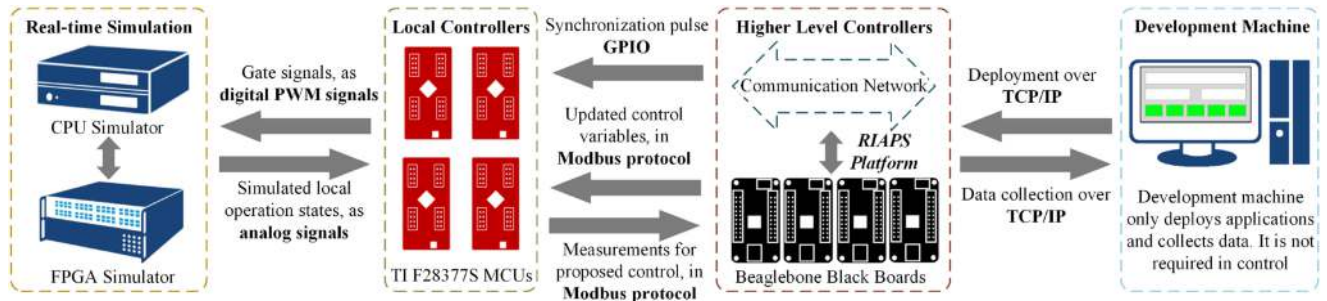 Real-time Simulation
CPU Simulator
FPGA Simulator
Gate signals, as
digital PWM signals
Simulated local
operation states, as
analog signals
Local Controllers
TI F28377S MCUs
Synchronization pulse
GPIO
Updated control
variables, in
Modbus protocol
Measurements for
proposed control, in
Modbus protocol
Higher Level Controllers
Communication Network
RIAPS
Platform
Beaglebone Black Boards
Deployment over
TCP/IP
Data collection over
TCP/IP
Development Machine
Development machine
only deploys applications
and collects data. It is not
required in control